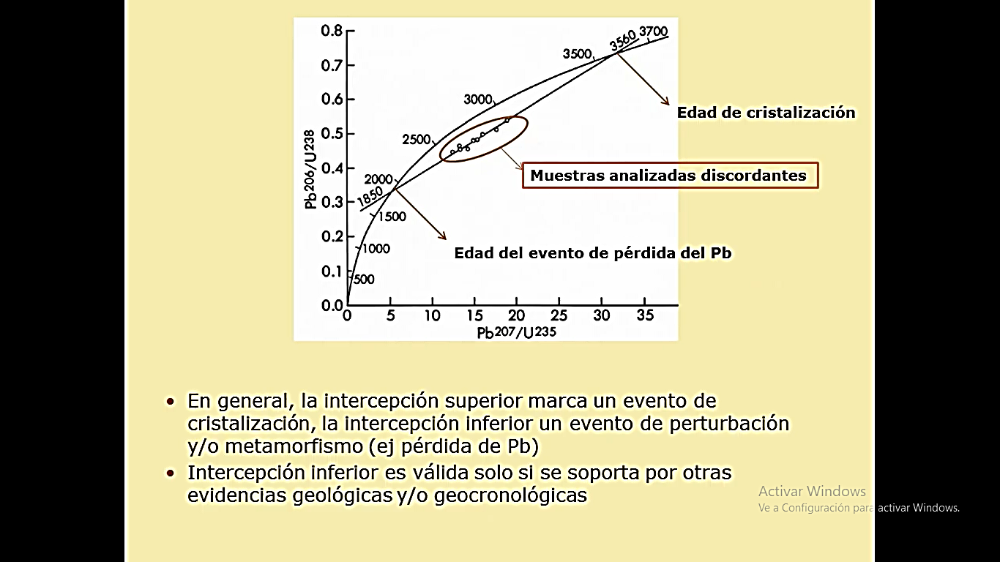 0.8
0.7
0.6
0.5
0.4
0.3
0.2
0.1
0.0
Pb206/U238
500
1000
1500
1850
2000
2500
3000
3500
3560
3700
0 5 10 15 20 25 30 35
Pb207/U235
Edad de cristalización
Muestras analizadas discordantes
Edad del evento de pérdida del Pb
• En general, la intercepción superior marca un evento de
cristalización, la intercepción inferior un evento de perturbación
y/o metamorfismo (ej pérdida de Pb)
• Intercepción inferior es válida solo si se soporta por otras
evidencias geológicas y/o geocronológicas
Activar Windows
Ve a Configuración para activar Windows.